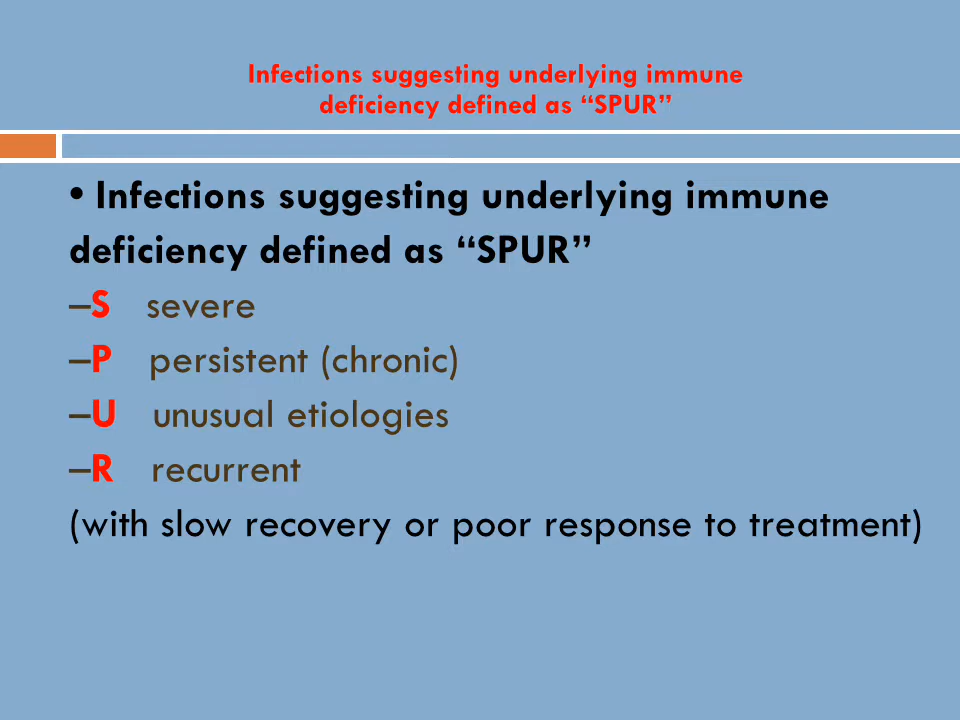 Infections suggesting underlying immune
deficiency defined as “SPUR”
• Infections suggesting underlying immune
deficiency defined as “SPUR”
–S severe
–P persistent (chronic)
–U unusual etiologies
–R recurrent
(with slow recovery or poor response to treatment)